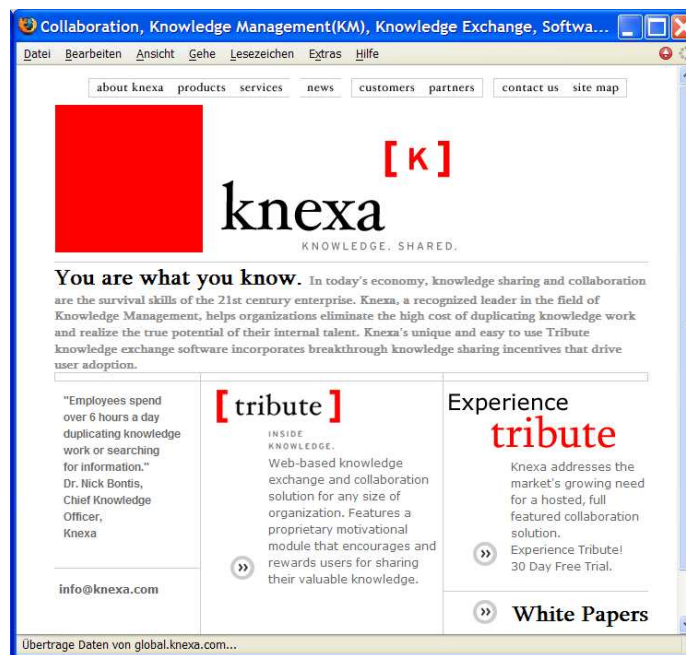 Collaboration, Knowledge Management(KM), Knowledge Exchange, Softwa...
Datei Bearbeiten Ansicht Gehe Lesezeichen Extras Hilfe
about knexa products services news customers partners contact us site map
[ K ]
knexa
KNOWLEDGE. SHARED.
You are what you know. In today's economy, knowledge sharing and collaboration
are the survival skills of the 21st century enterprise. Knexa, a recognized leader in the field of
Knowledge Management, helps organizations eliminate the high cost of duplicating knowledge work
and realize the true potential of their internal talent. Knexa's unique and easy to use Tribute
knowledge exchange software incorporates breakthrough knowledge sharing incentives that drive
user adoption.
"Employees spend
over 6 hours a day
duplicating knowledge
work or searching
for information."
Dr. Nick Bontis,
Chief Knowledge
Officer,
Knexa
info@knexa.com
[ tribute ]
INSIDE
KNOWLEDGE.
Web-based knowledge
exchange and collaboration
solution for any size of
organization. Features a
proprietary motivational
module that encourages and
rewards users for sharing
their valuable knowledge.
Experience
tribute
Knexa addresses the
market's growing need
for a hosted, full
featured collaboration
solution.
Experience Tribute!
30 Day Free Trial.
White Papers
Übertrage Daten von global.knexa.com...